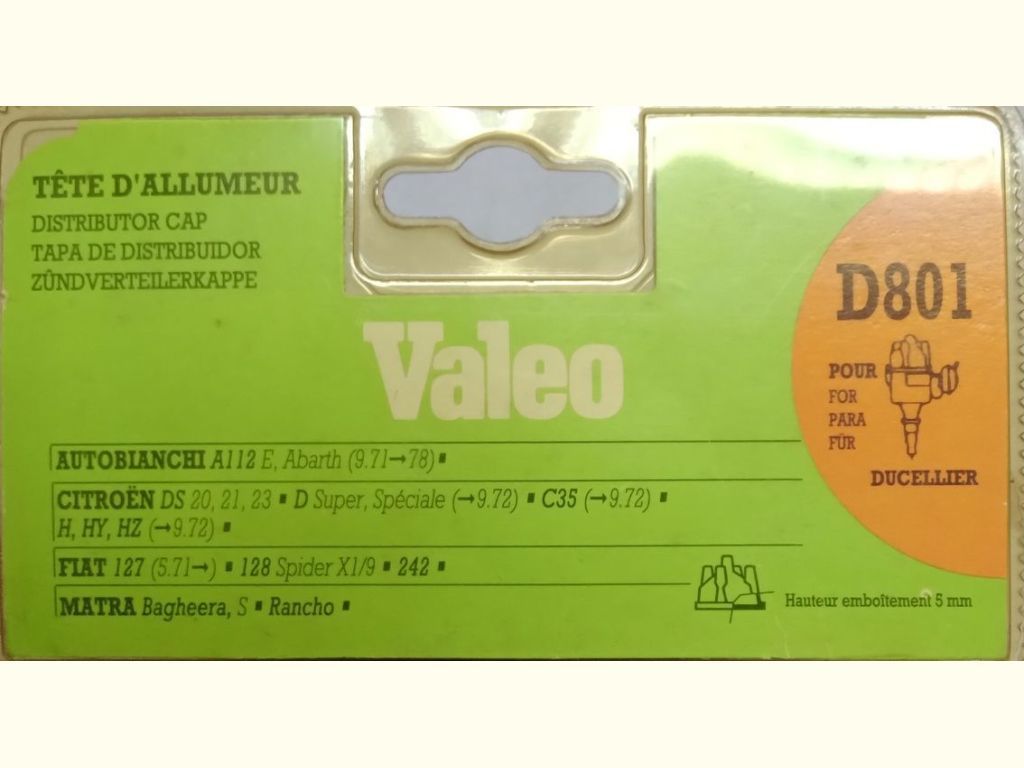 TÊTE D'ALLUMEUR
DISTRIBUTOR CAP
TAPA DE DISTRIBUIDOR
ZÛNDVERTEILERKAPPE
Valeo
D801
POUR
FOR
PARA
FÛR
DUCELLIER
AUTOBIANCHI A112 E, Abarth (9.71→78) ▪
CITROËN DS 20, 21, 23 ▪ D Super, Spéciale (→9.72) ▪ C35 (→9.72) ▪
H, HY, HZ (→9.72) ▪
FIAT 127 (5.71→) ▪ 128 Spider X1/9 ▪ 242 ▪
MATRA Bagheera, S ▪ Rancho ▪
Hauteur emboîtement 5 mm